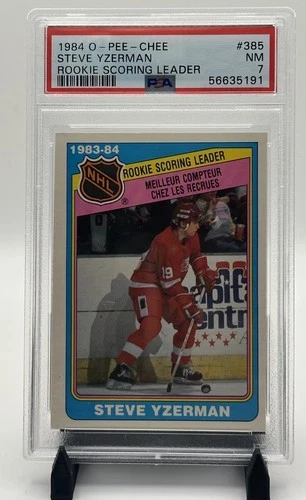 1984 O-PEE-CHEE #385
STEVE YZERMAN NM
ROOKIE SCORING LEADER 7
PSA 56635191
1983-84
NHL
ROOKIE SCORING LEADER
MEILLEUR COMPTEUR
CHEZ LES RECRUES
19
STEVE YZERMAN